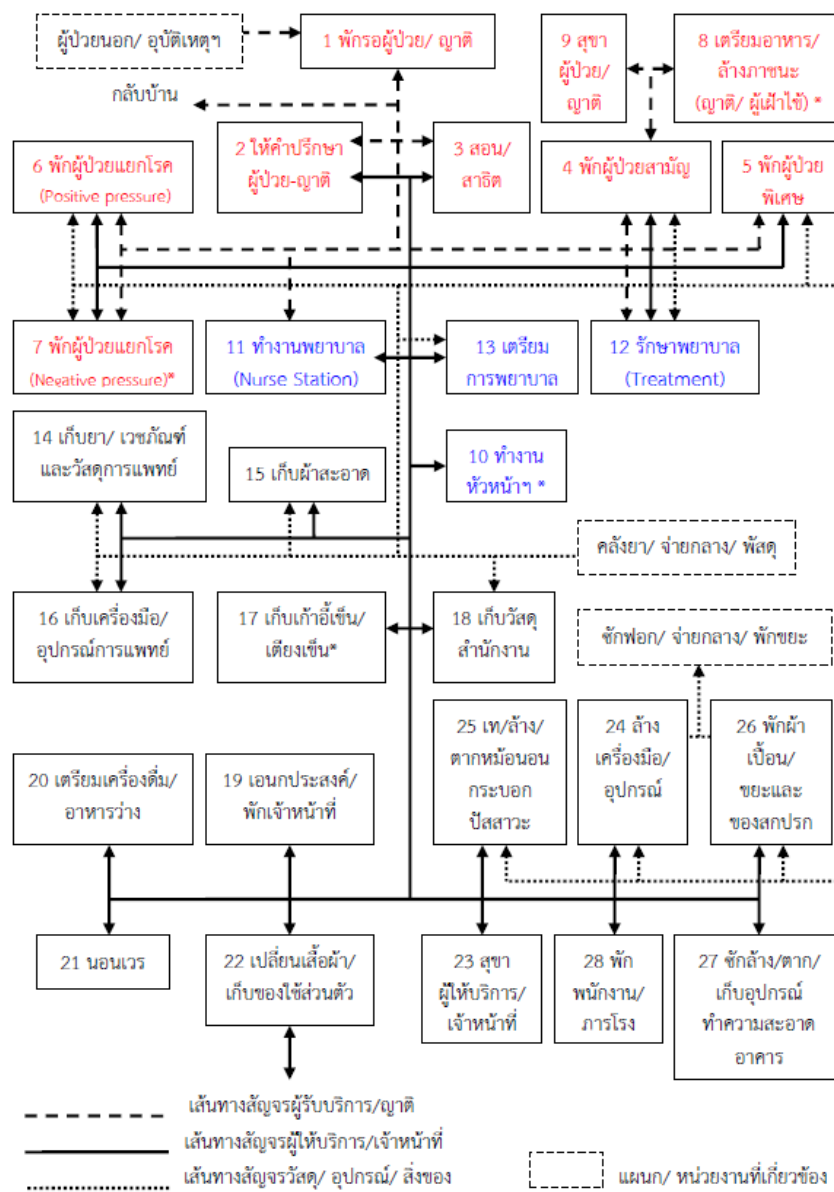 ผู้ป่วยนอก/ อุบัติเหตุฯ
1 พักรอผู้ป่วย/ ญาติ
9 สุขา
ผู้ป่วย/
ญาติ
8 เตรียมอาหาร/
ล้างภาชนะ
(ญาติ/ ผู้เฝ้าไข้) *
กลับบ้าน
6 พักผู้ป่วยแยกโรค
(Positive pressure)
2 ให้คำปรึกษา
ผู้ป่วย-ญาติ
3 สอน/
สาธิต
4 พักผู้ป่วยสามัญ
5 พักผู้ป่วย
พิเศษ
7 พักผู้ป่วยแยกโรค
(Negative pressure)*
11 ทำงานพยาบาล
(Nurse Station)
13 เตรียม
การพยาบาล
12 รักษาพยาบาล
(Treatment)
14 เก็บยา/ เวชภัณฑ์
และวัสดุการแพทย์
15 เก็บผ้าสะอาด
10 ทำงาน
หัวหน้าฯ *
คลังยา/ จ่ายกลาง/ พัสดุ
16 เก็บเครื่องมือ/
อุปกรณ์การแพทย์
17 เก็บเก้าอี้เข็น/
เตียงเข็น*
18 เก็บวัสดุ
สำนักงาน
ซักฟอก/ จ่ายกลาง/ พักขยะ
20 เตรียมเครื่องดื่ม/
อาหารว่าง
19 เอนกประสงค์/
พักเจ้าหน้าที่
25 เท/ล้าง/
ตากหม้อนอน
กระบอก
ปัสสาวะ
24 ล้าง
เครื่องมือ/
อุปกรณ์
26 พักผ้า
เปื้อน/
ขยะและ
ของสกปรก
21 นอนเวร
22 เปลี่ยนเสื้อผ้า/
เก็บของใช้ส่วนตัว
23 สุขา
ผู้ให้บริการ/
เจ้าหน้าที่
28 พัก
พนักงาน/
ภารโรง
27 ซักล้าง/ตาก/
เก็บอุปกรณ์
ทำความสะอาด
อาคาร
เส้นทางสัญจรผู้รับบริการ/ญาติ
เส้นทางสัญจรผู้ให้บริการ/เจ้าหน้าที่
เส้นทางสัญจรวัสดุ/ อุปกรณ์/ สิ่งของ
แผนก/ หน่วยงานที่เกี่ยวข้อง